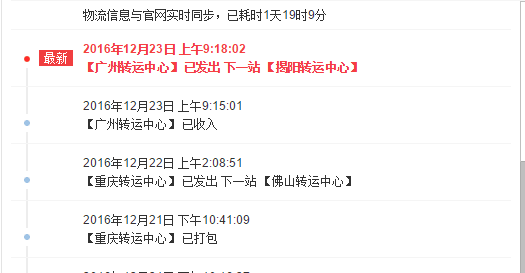 物流信息与官网实时同步，已耗时1天19时9分
最新
2016年12月23日 上午9:18:02
【广州转运中心】已发出 下一站 【揭阳转运中心】
2016年12月23日 上午9:15:01
【广州转运中心】已收入
2016年12月22日 上午2:08:51
【重庆转运中心】已发出 下一站 【佛山转运中心】
2016年12月21日 下午10:41:09
【重庆转运中心】已打包